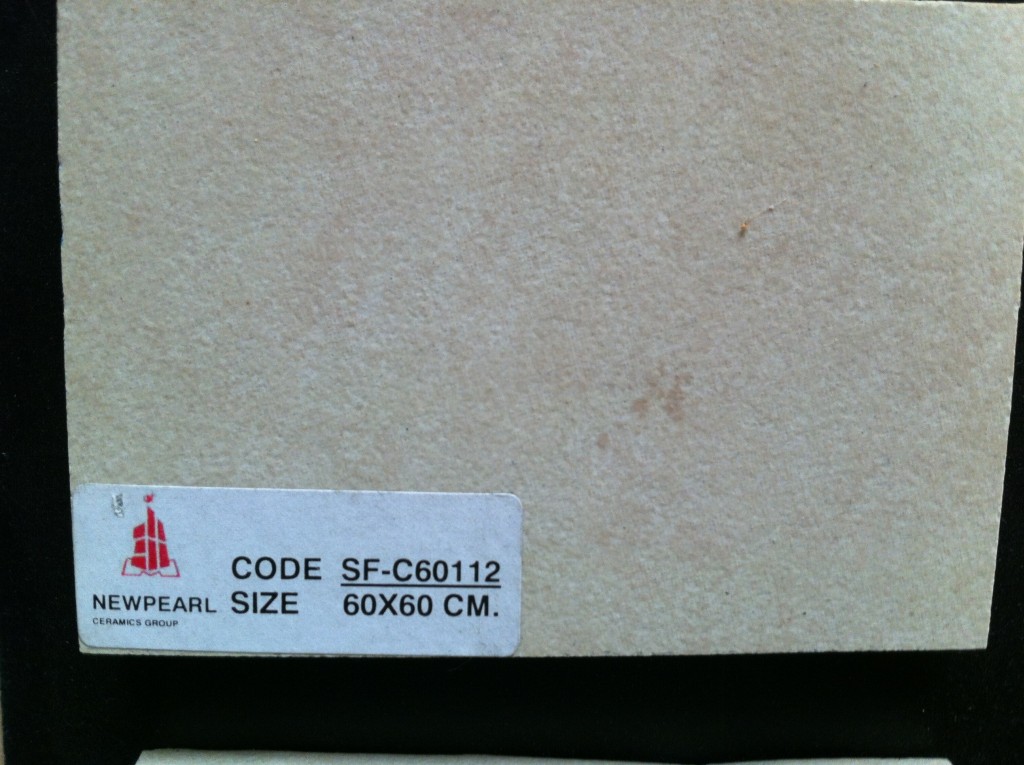 CODE SF-C60112
NEWPEARL SIZE 60X60 CM.
CERAMICS GROUP